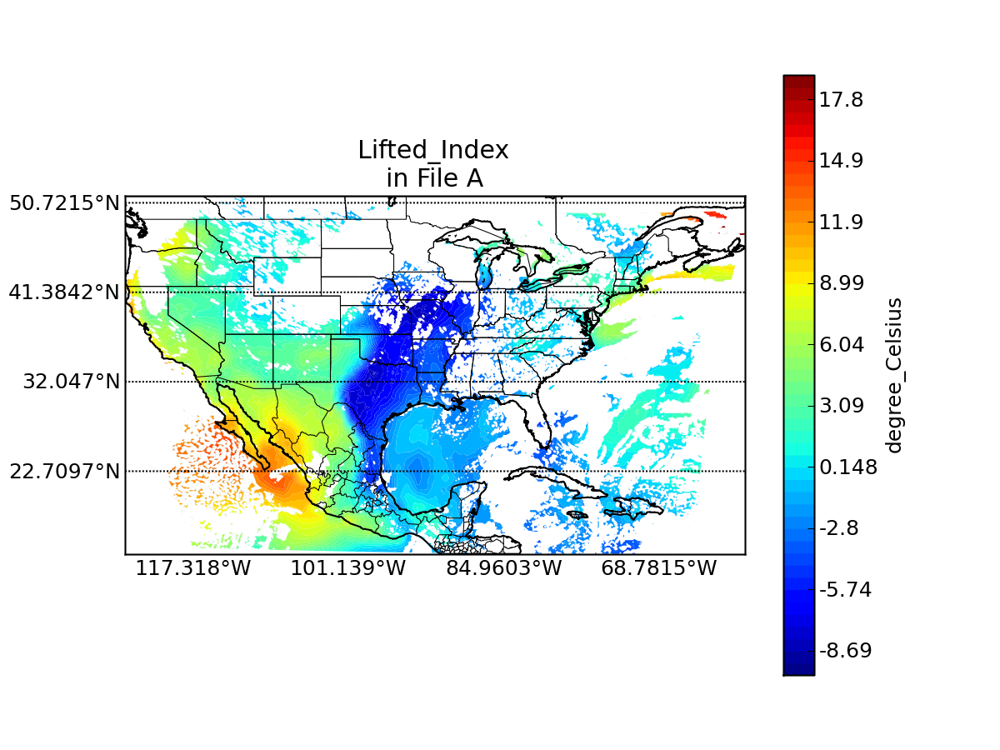 Lifted_Index
in File A
50.7215°N
41.3842°N
32.047°N
22.7097°N
117.318°W
101.139°W
84.9603°W
68.7815°W
17.8
14.9
11.9
8.99
6.04
3.09
0.148
-2.8
-5.74
-8.69
degree_Celsius